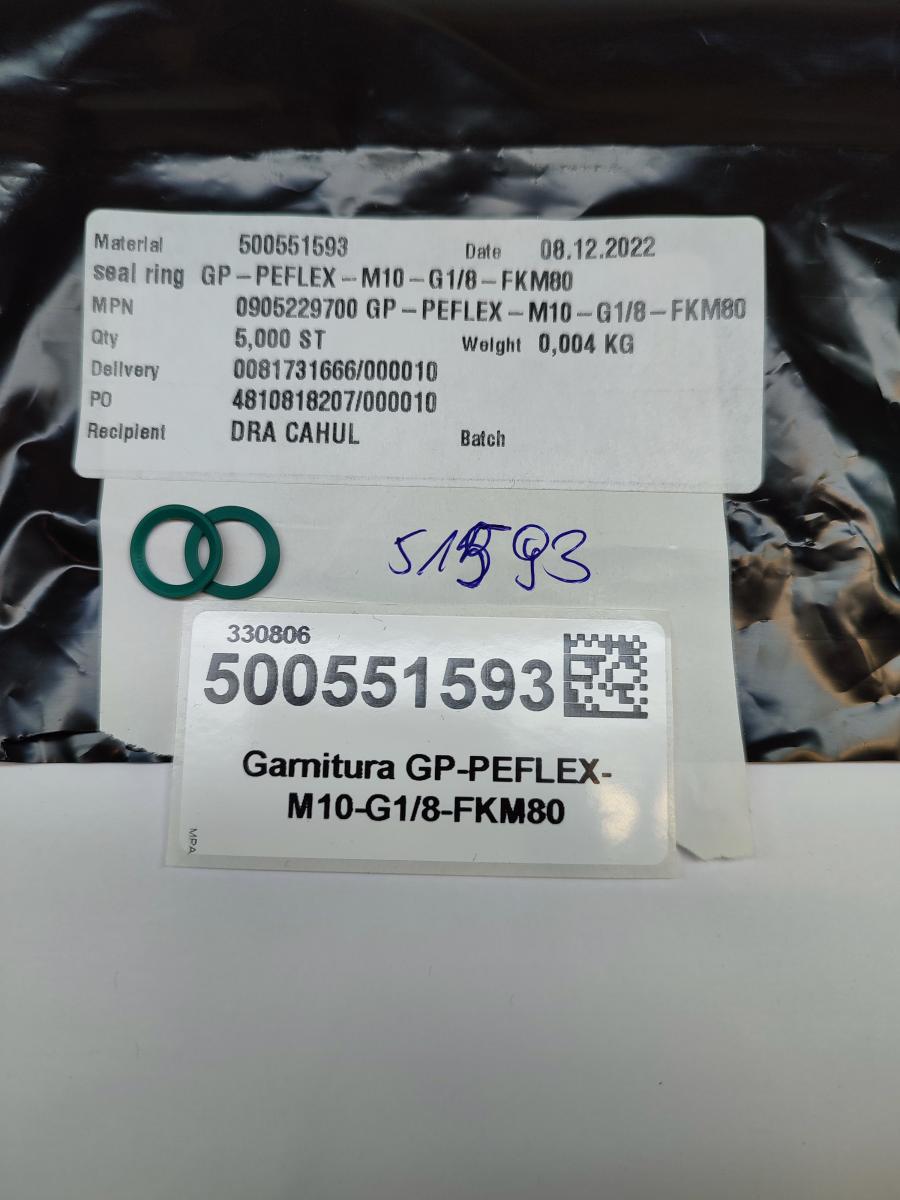 Material 500551593 Date 08.12.2022
seal ring GP-PEFLEX-M10-G1/8-FKM80
MPN 0905229700 GP-PEFLEX-M10-G1/8-FKM80
Qty 5,000 ST Weight 0,004 KG
Delivery 0081731666/000010
PO 4810818207/000010
Recipient DRA CAHUL Batch
330806
500551593
Garnitura GP-PEFLEX-
M10-G1/8-FKM80
MPA